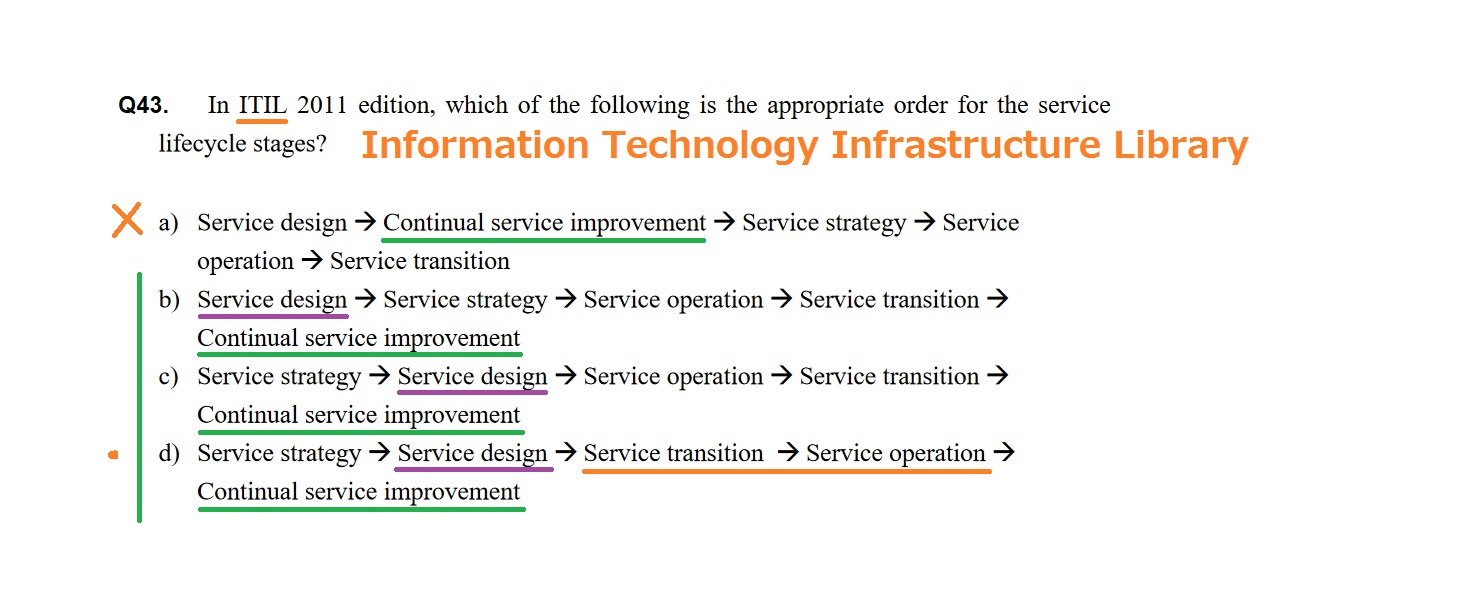 Q43. In ITIL 2011 edition, which of the following is the appropriate order for the service
lifecycle stages? Information Technology Infrastructure Library
a) Service design → Continual service improvement → Service strategy → Service
operation → Service transition
b) Service design → Service strategy → Service operation → Service transition →
Continual service improvement
c) Service strategy → Service design → Service operation → Service transition →
Continual service improvement
d) Service strategy → Service design → Service transition → Service operation →
Continual service improvement